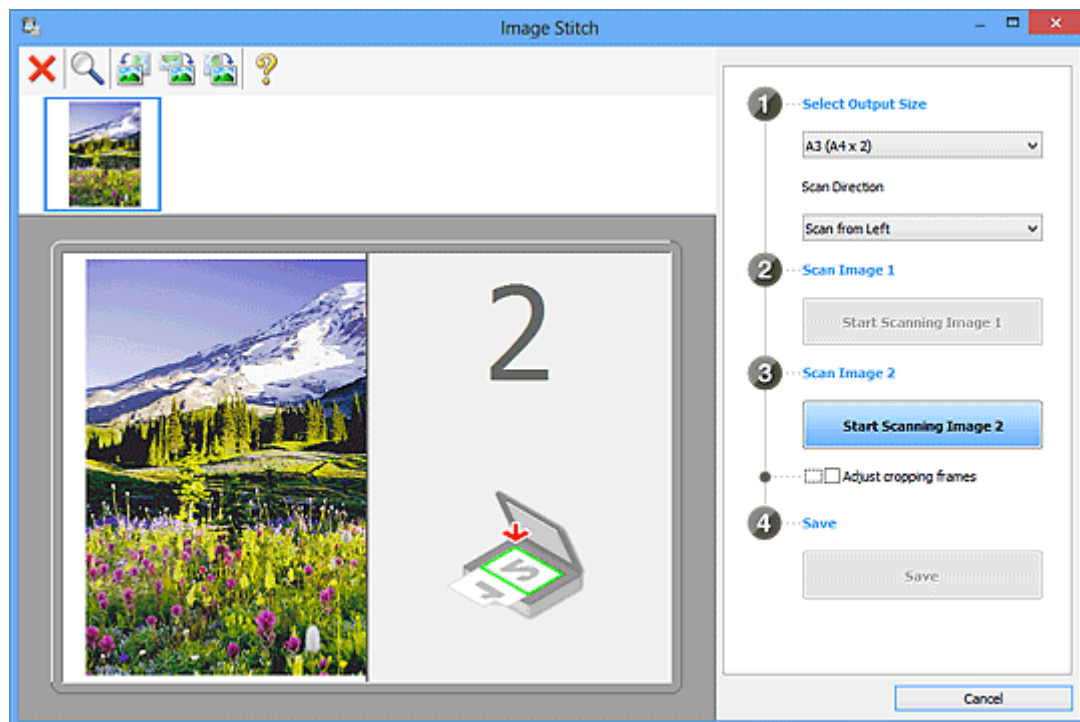 Image Stitch
1 Select Output Size
A3 (A4 x 2)
Scan Direction
Scan from Left
2 Scan Image 1
Start Scanning Image 1
3 Scan Image 2
Start Scanning Image 2
Adjust cropping frames
4 Save
Save
Cancel
2